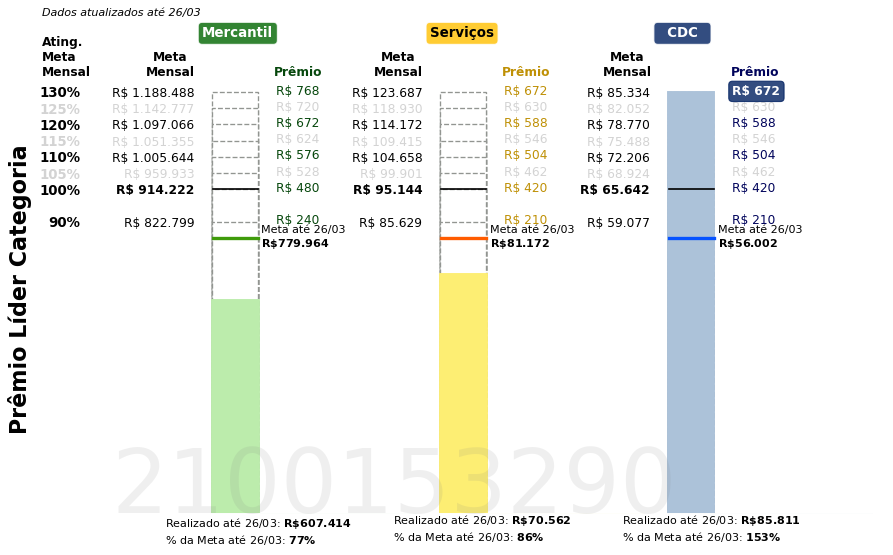 Dados atualizados até 26/03
Mercantil Serviços CDC
Ating. Meta Mensal Meta Mensal Prêmio Meta Mensal Prêmio Meta Mensal Prêmio
130% R$ 1.188.488 R$ 768 R$ 123.687 R$ 672 R$ 85.334 R$ 672
125% R$ 1.142.777 R$ 720 R$ 118.930 R$ 630 R$ 82.052 R$ 630
120% R$ 1.097.066 R$ 672 R$ 114.172 R$ 588 R$ 78.770 R$ 588
115% R$ 1.051.355 R$ 624 R$ 109.415 R$ 546 R$ 75.488 R$ 546
110% R$ 1.005.644 R$ 576 R$ 104.658 R$ 504 R$ 72.206 R$ 504
105% R$ 959.933 R$ 528 R$ 99.901 R$ 462 R$ 68.924 R$ 462
100% R$ 914.222 R$ 480 R$ 95.144 R$ 420 R$ 65.642 R$ 420
90% R$ 822.799 R$ 240 R$ 85.629 R$ 210 R$ 59.077 R$ 210
Meta até 26/03 Meta até 26/03 Meta até 26/03
R$779.964 R$81.172 R$56.002
Prêmio Líder Categoria
2100153290
Realizado até 26/03: R$607.414 Realizado até 26/03: R$70.562 Realizado até 26/03: R$85.811
% da Meta até 26/03: 77% % da Meta até 26/03: 86% % da Meta até 26/03: 153%